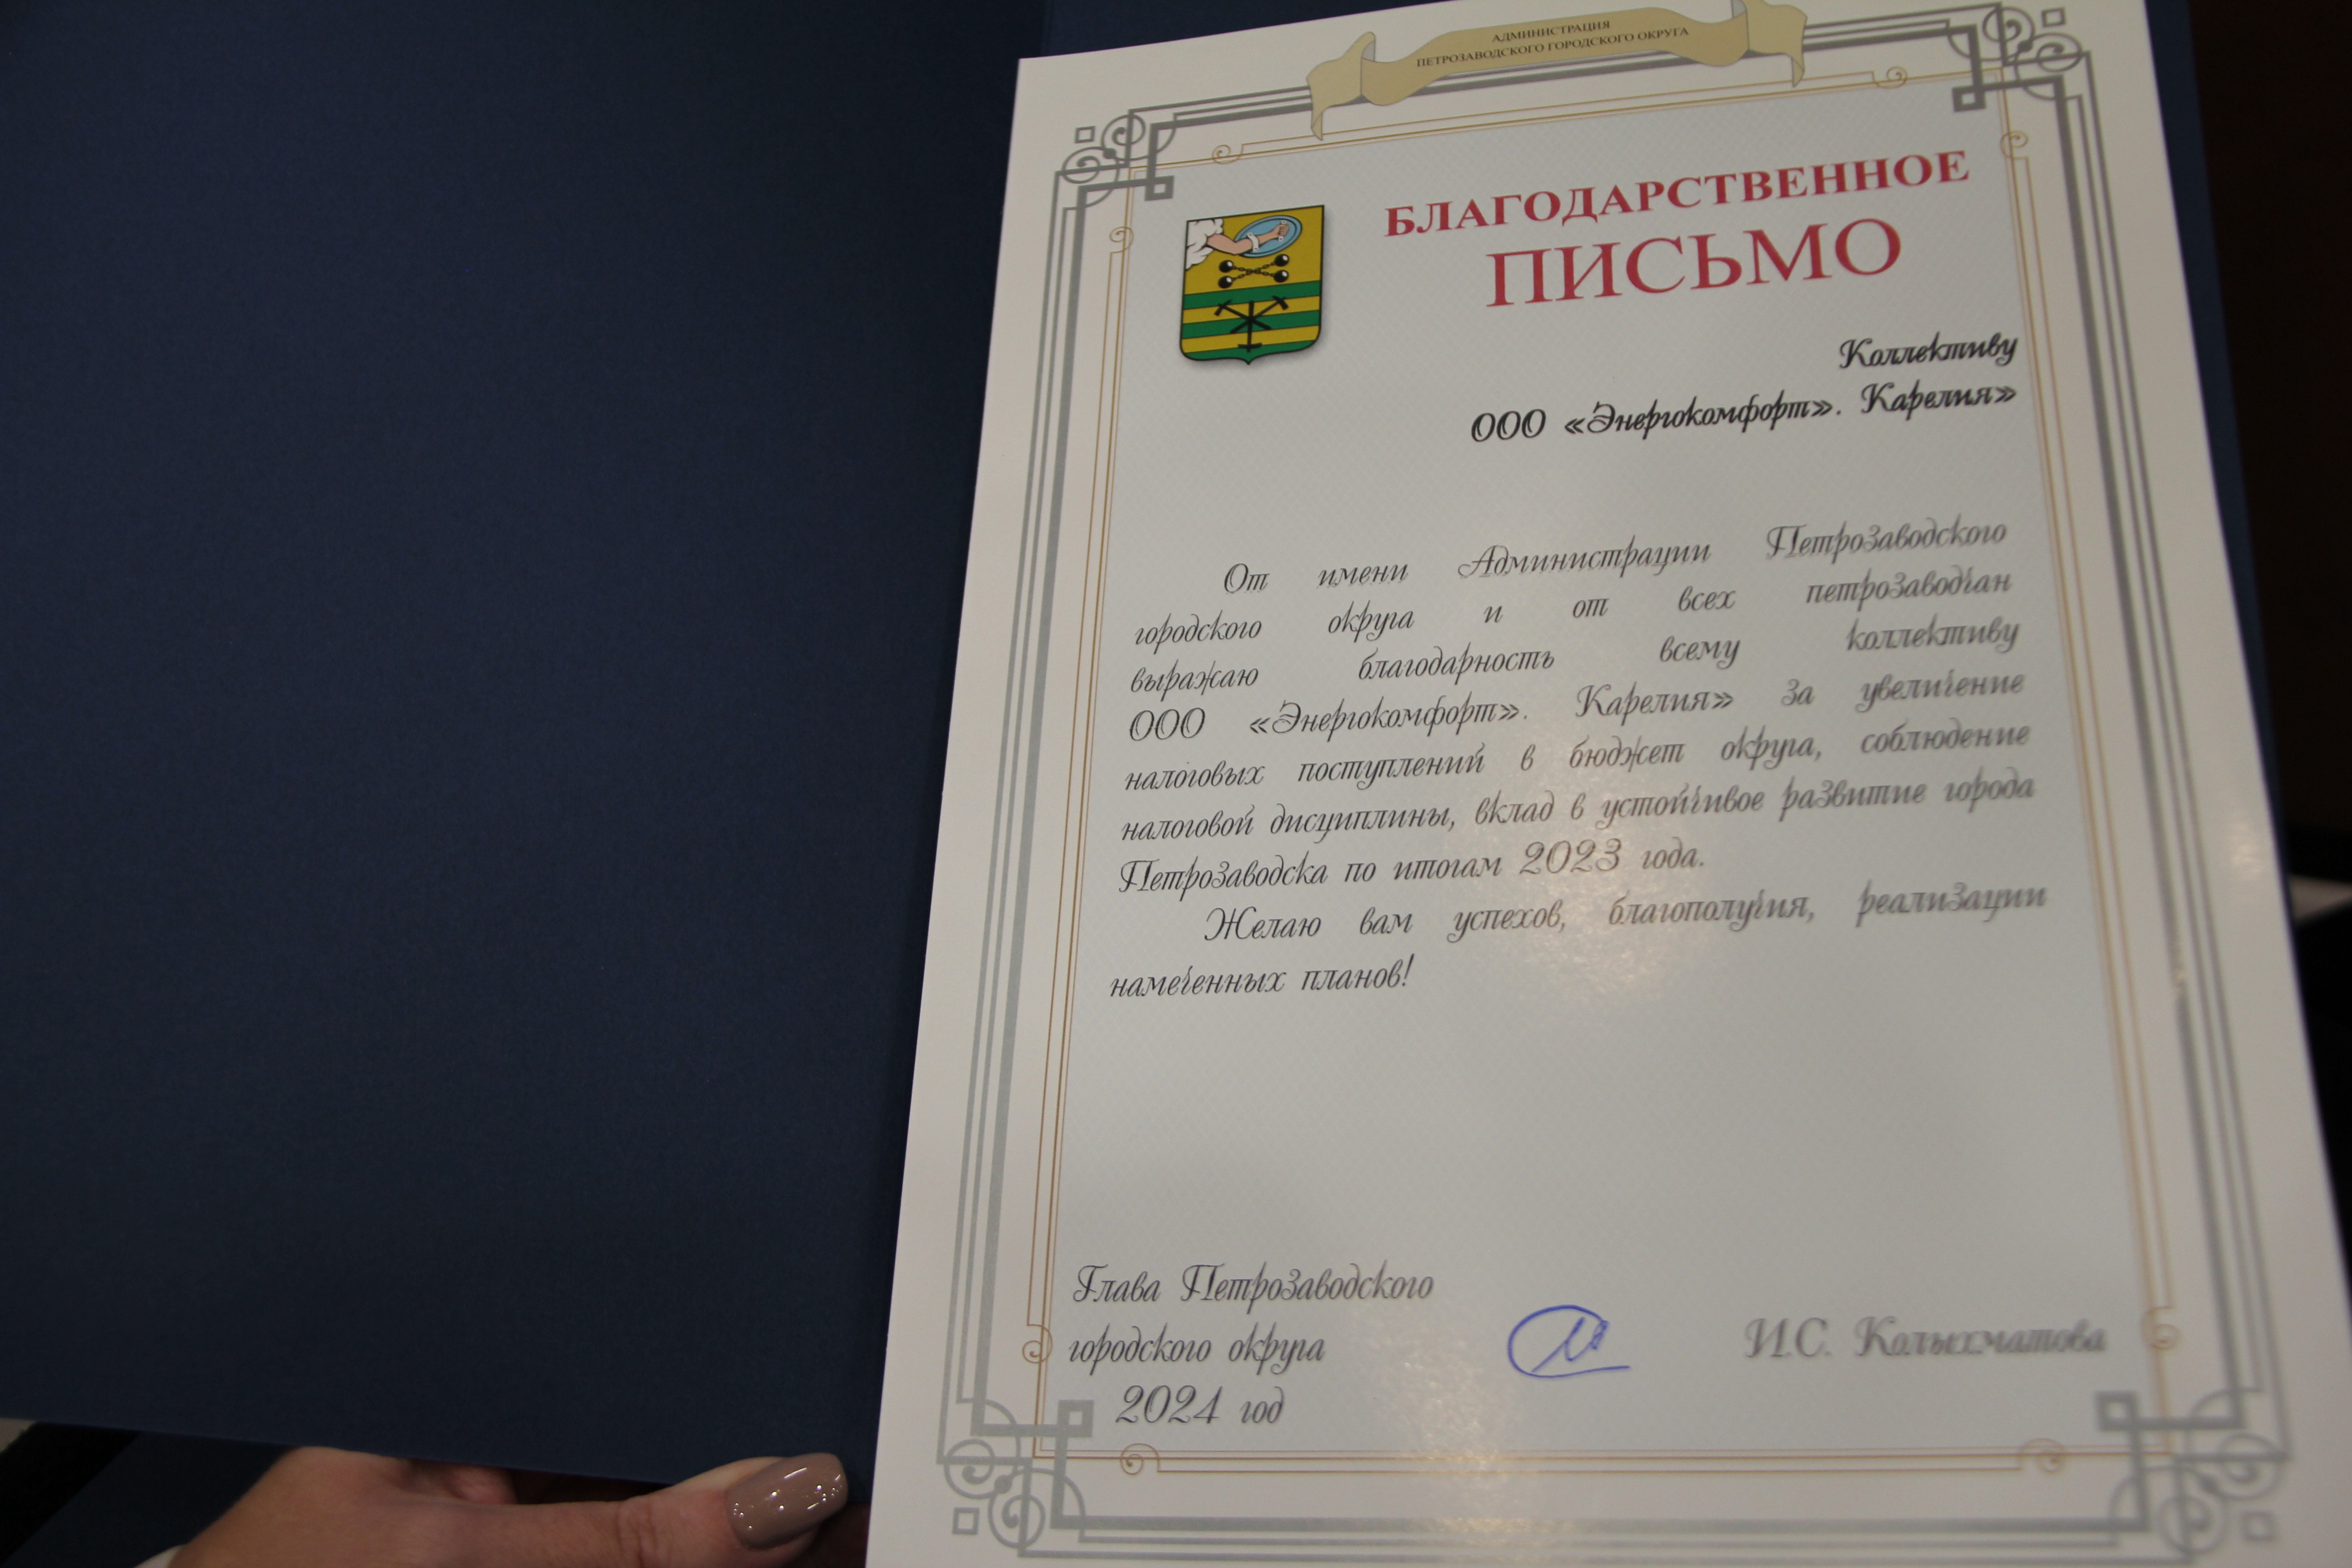 АДМИНИСТРАЦИЯ
ПЕТРОЗАВОДСКОГО ГОРОДСКОГО ОКРУГА
БЛАГОДАРСТВЕННОЕ
ПИСЬМО
Коллективу
ООО «Энергокомфорт». Карелия»
От имени Администрации Петрозаводского
городского округа и от всех петрозаводчан
выражаю благодарность всему коллективу
ООО «Энергокомфорт». Карелия» за увеличение
налоговых поступлений в бюджет округа, соблюдение
налоговой дисциплины, вклад в устойчивое развитие города
Петрозаводска по итогам 2023 года.
Желаю вам успехов, благополучия, реализации
намеченных планов!
Глава Петрозаводского
городского округа
И.С. Колыхматова
2024 год